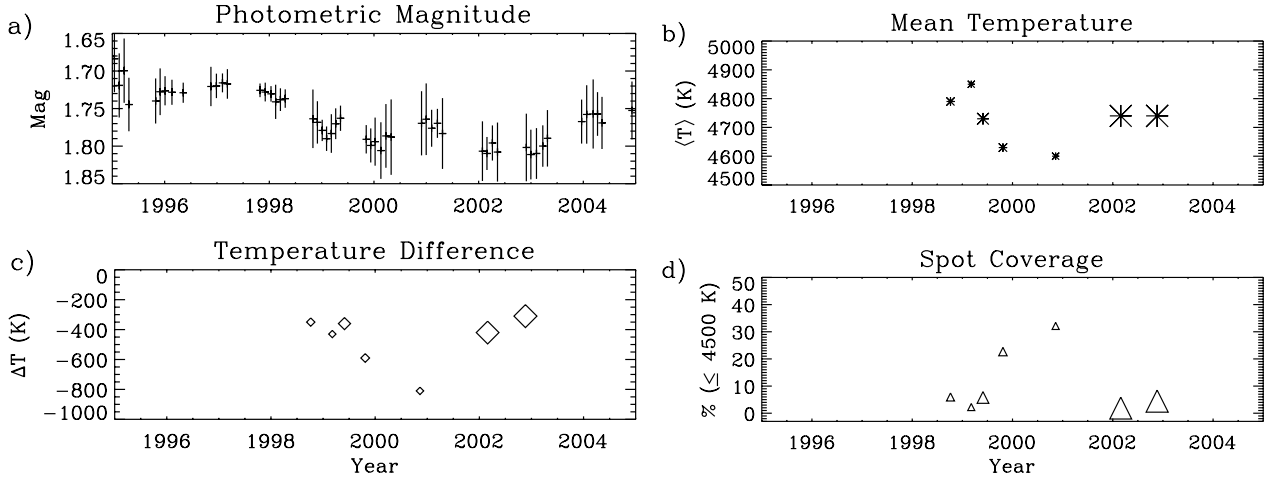 a)
Photometric Magnitude
Mag
1.65
1.70
1.75
1.80
1.85
1996 1998 2000 2002 2004
b)
Mean Temperature
⟨T⟩ (K)
5000
4900
4800
4700
4600
4500
1996 1998 2000 2002 2004
c)
Temperature Difference
ΔT (K)
0
−200
−400
−600
−800
−1000
1996 1998 2000 2002 2004
Year
d)
Spot Coverage
% (≤ 4500 K)
50
40
30
20
10
0
1996 1998 2000 2002 2004
Year